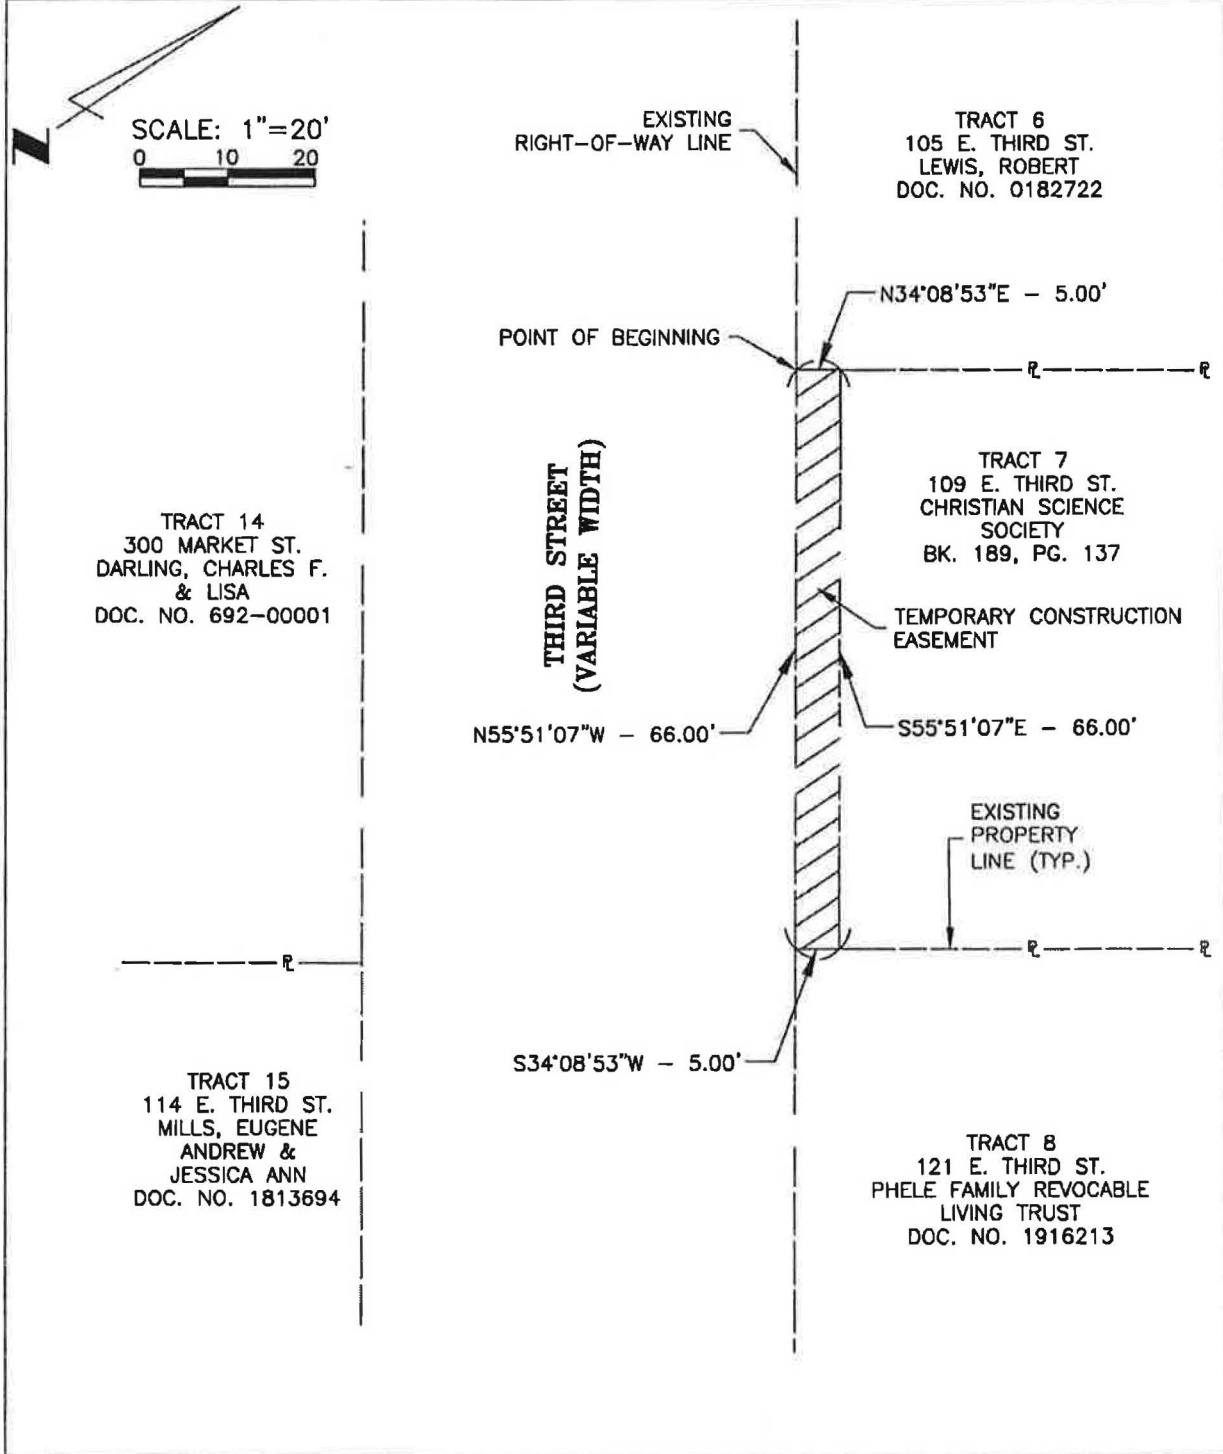 N
SCALE: 1"=20'
0 10 20
EXISTING
RIGHT-OF-WAY LINE
TRACT 6
105 E. THIRD ST.
LEWIS, ROBERT
DOC. NO. 0182722
N34°08'53"E - 5.00'
POINT OF BEGINNING
℄ ℄
TRACT 7
109 E. THIRD ST.
CHRISTIAN SCIENCE
SOCIETY
BK. 189, PG. 137
THIRD STREET
(VARIABLE WIDTH)
TRACT 14
300 MARKET ST.
DARLING, CHARLES F.
& LISA
DOC. NO. 692-00001
TEMPORARY CONSTRUCTION
EASEMENT
N55°51'07"W - 66.00'
S55°51'07"E - 66.00'
EXISTING
PROPERTY
LINE (TYP.)
℄ ℄
℄
S34°08'53"W - 5.00'
TRACT 15
114 E. THIRD ST.
MILLS, EUGENE
ANDREW &
JESSICA ANN
DOC. NO. 1813694
TRACT 8
121 E. THIRD ST.
PHELE FAMILY REVOCABLE
LIVING TRUST
DOC. NO. 1916213